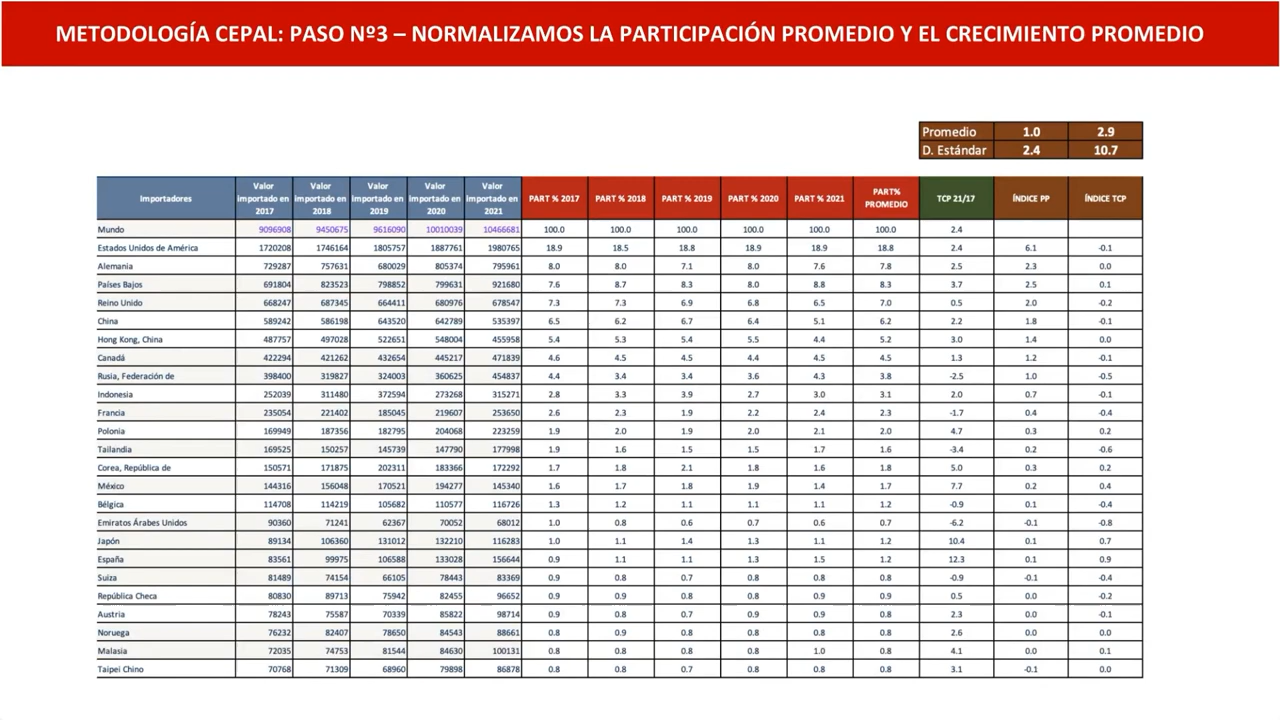 METODOLOGÍA CEPAL: PASO Nº3 – NORMALIZAMOS LA PARTICIPACIÓN PROMEDIO Y EL CRECIMIENTO PROMEDIO
Promedio 1.0 2.9
D. Estándar 2.4 10.7
Importadores Valor importado en 2017 Valor importado en 2018 Valor importado en 2019 Valor importado en 2020 Valor importado en 2021 PART % 2017 PART % 2018 PART % 2019 PART % 2020 PART % 2021 PART% PROMEDIO TCP 21/17 ÍNDICE PP ÍNDICE TCP
Mundo 9096908 9450675 9616090 10010039 10466681 100.0 100.0 100.0 100.0 100.0 100.0 2.4
Estados Unidos de América 1720208 1746164 1805757 1887761 1980765 18.9 18.5 18.8 18.9 18.9 18.8 2.4 6.1 -0.1
Alemania 729287 757631 680029 805374 795961 8.0 8.0 7.1 8.0 7.6 7.8 2.5 2.3 0.0
Países Bajos 691804 823523 798852 799631 921680 7.6 8.7 8.3 8.0 8.8 8.3 3.7 2.5 0.1
Reino Unido 668247 687345 664411 680976 678547 7.3 7.3 6.9 6.8 6.5 7.0 0.5 2.0 -0.2
China 589242 586198 643520 642789 535397 6.5 6.2 6.7 6.4 5.1 6.2 2.2 1.8 -0.1
Hong Kong, China 487757 497028 522651 548004 455958 5.4 5.3 5.4 5.5 4.4 5.2 3.0 1.4 0.0
Canadá 422294 421262 432654 445217 471839 4.6 4.5 4.5 4.4 4.5 4.5 1.3 1.2 -0.1
Rusia, Federación de 398400 319827 324003 360625 454837 4.4 3.4 3.4 3.6 4.3 3.8 -2.5 1.0 -0.5
Indonesia 252039 311480 372594 273268 315271 2.8 3.3 3.9 2.7 3.0 3.1 2.0 0.7 -0.1
Francia 235054 221402 185045 219607 253650 2.6 2.3 1.9 2.2 2.4 2.3 -1.7 0.4 -0.4
Polonia 169949 187356 182795 204068 223259 1.9 2.0 1.9 2.0 2.1 2.0 4.7 0.3 0.2
Tailandia 169525 150257 145739 147790 177998 1.9 1.6 1.5 1.5 1.7 1.6 -3.4 0.2 -0.6
Corea, República de 150571 171875 202311 183366 172292 1.7 1.8 2.1 1.8 1.6 1.8 5.0 0.3 0.2
México 144316 156048 170521 194277 145340 1.6 1.7 1.8 1.9 1.4 1.7 7.7 0.2 0.4
Bélgica 114708 114219 105682 110577 116726 1.3 1.2 1.1 1.1 1.1 1.2 -0.9 0.1 -0.4
Emiratos Árabes Unidos 90360 71241 62367 70052 68012 1.0 0.8 0.6 0.7 0.6 0.7 -6.2 -0.1 -0.8
Japón 89134 106360 131012 132210 116283 1.0 1.1 1.4 1.3 1.1 1.2 10.4 0.1 0.7
España 83561 99975 106588 133028 156644 0.9 1.1 1.1 1.3 1.5 1.2 12.3 0.1 0.9
Suiza 81489 74154 66105 78443 83369 0.9 0.8 0.7 0.8 0.8 0.8 -0.9 -0.1 -0.4
República Checa 80830 89713 75942 82455 96652 0.9 0.9 0.8 0.8 0.9 0.9 0.5 0.0 -0.2
Austria 78243 75587 70339 85822 98714 0.9 0.8 0.7 0.9 0.9 0.8 2.3 0.0 -0.1
Noruega 76232 82407 78650 84543 88661 0.8 0.9 0.8 0.8 0.8 0.8 2.6 0.0 0.0
Malasia 72035 74753 81544 84630 100131 0.8 0.8 0.8 0.8 1.0 0.8 4.1 0.0 0.1
Taipei Chino 70768 71309 68960 79898 86878 0.8 0.8 0.7 0.8 0.8 0.8 3.1 -0.1 0.0